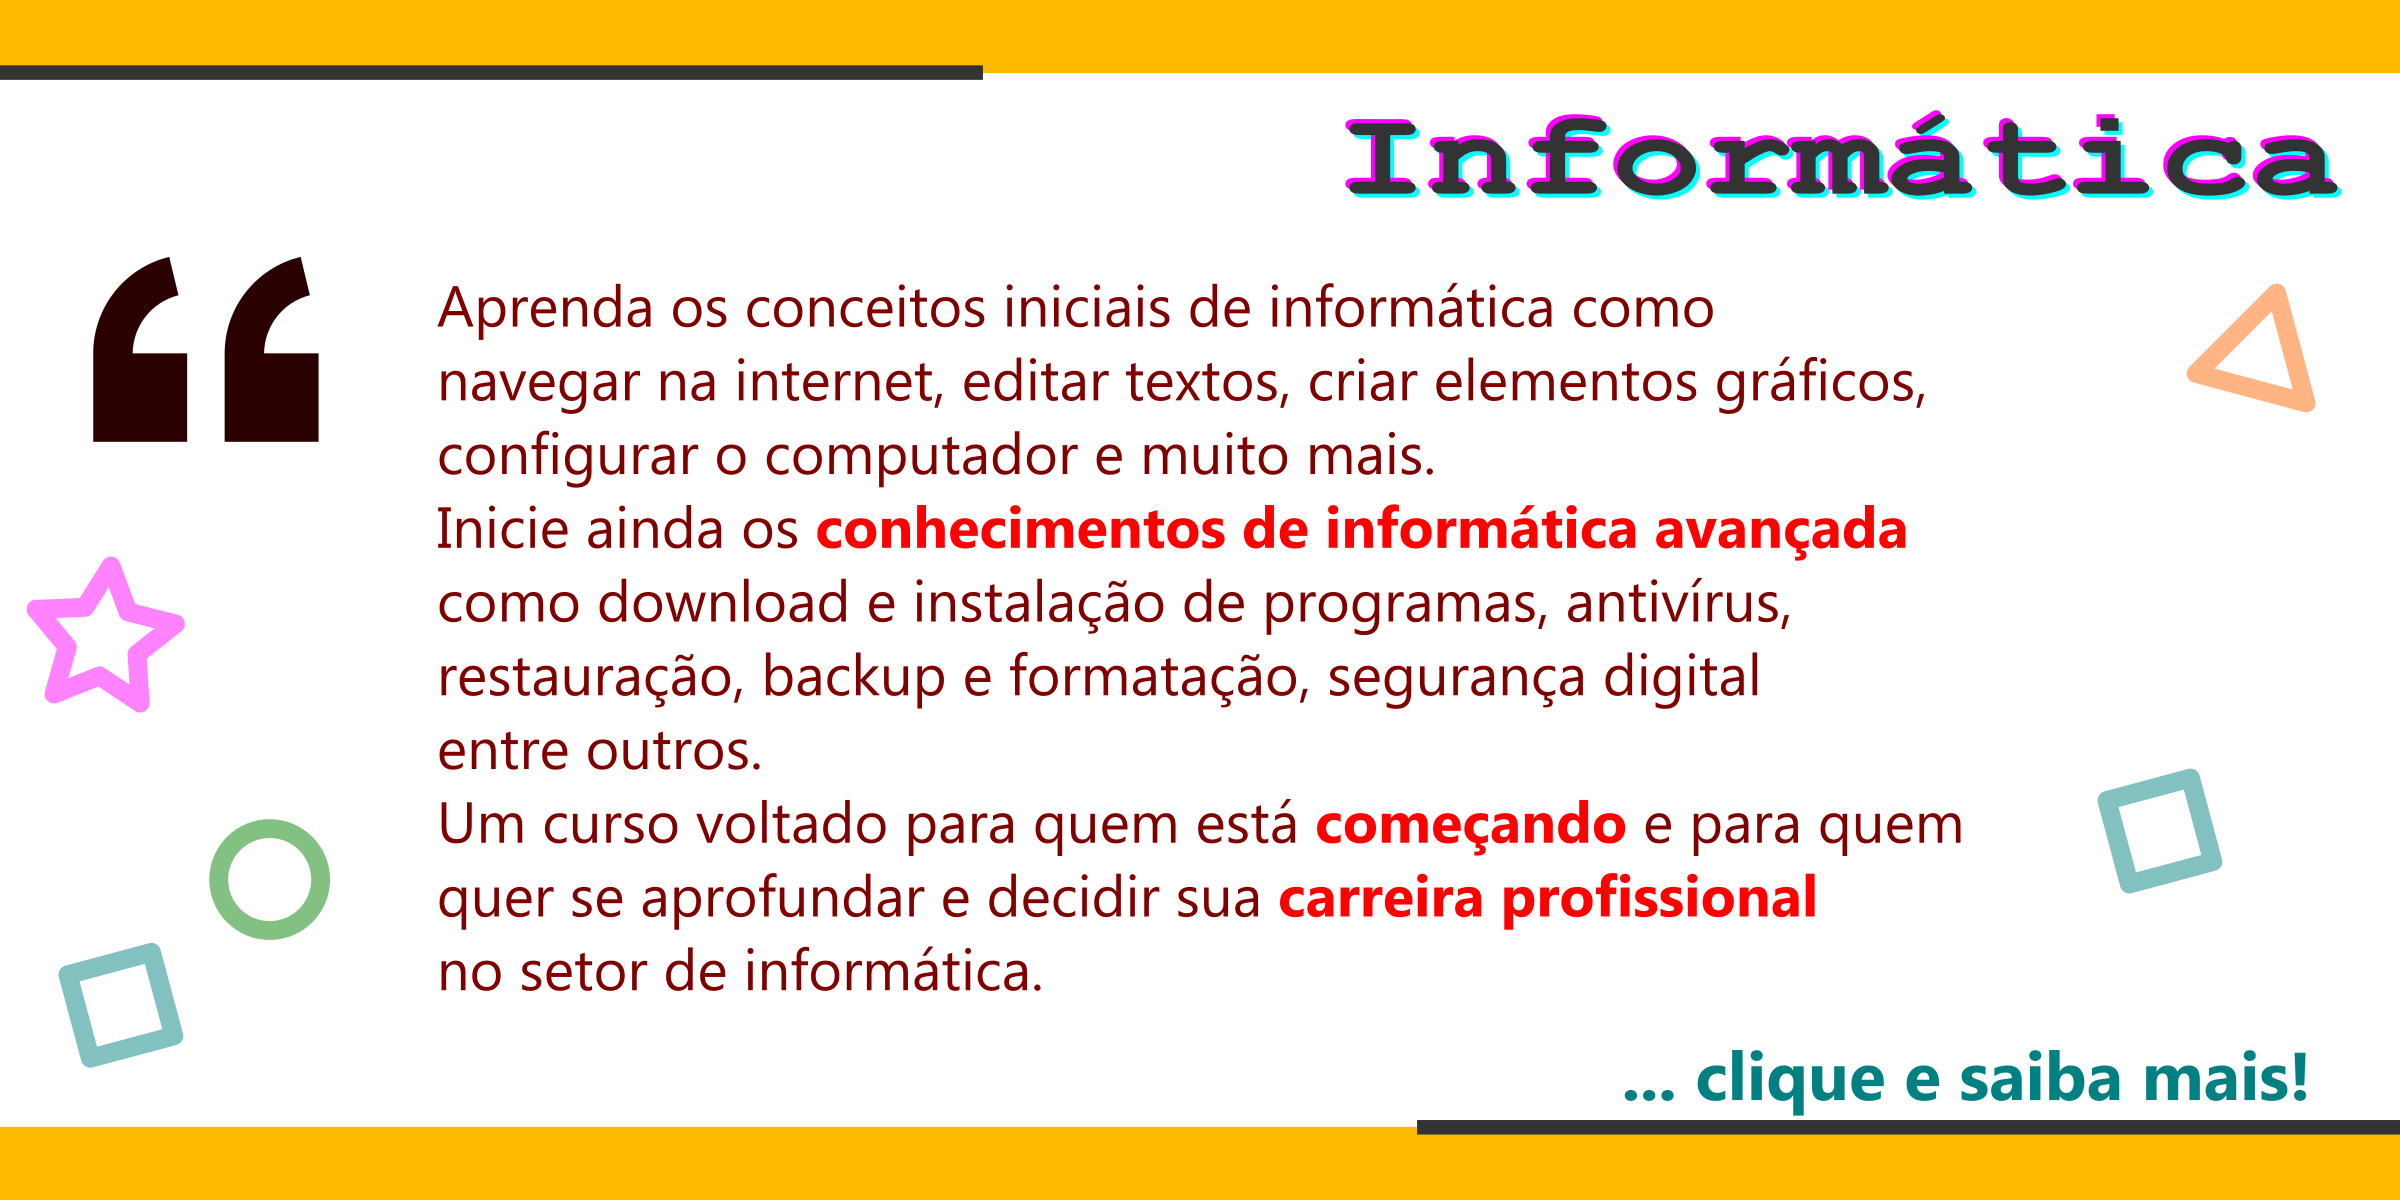 Informática
Aprenda os conceitos iniciais de informática como
navegar na internet, editar textos, criar elementos gráficos,
configurar o computador e muito mais.
Inicie ainda os conhecimentos de informática avançada
como download e instalação de programas, antivírus,
restauração, backup e formatação, segurança digital
entre outros.
Um curso voltado para quem está começando e para quem
quer se aprofundar e decidir sua carreira profissional
no setor de informática.
... clique e saiba mais!